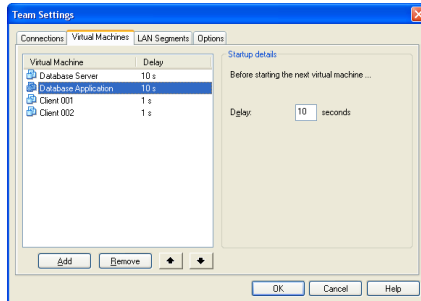 Team Settings
Connections Virtual Machines LAN Segments Options
Virtual Machine Delay
Database Server 10 s
Database Application 10 s
Client 001 1 s
Client 002 1 s
Startup details
Before starting the next virtual machine ...
Delay: 10 seconds
Add Remove
OK Cancel Help